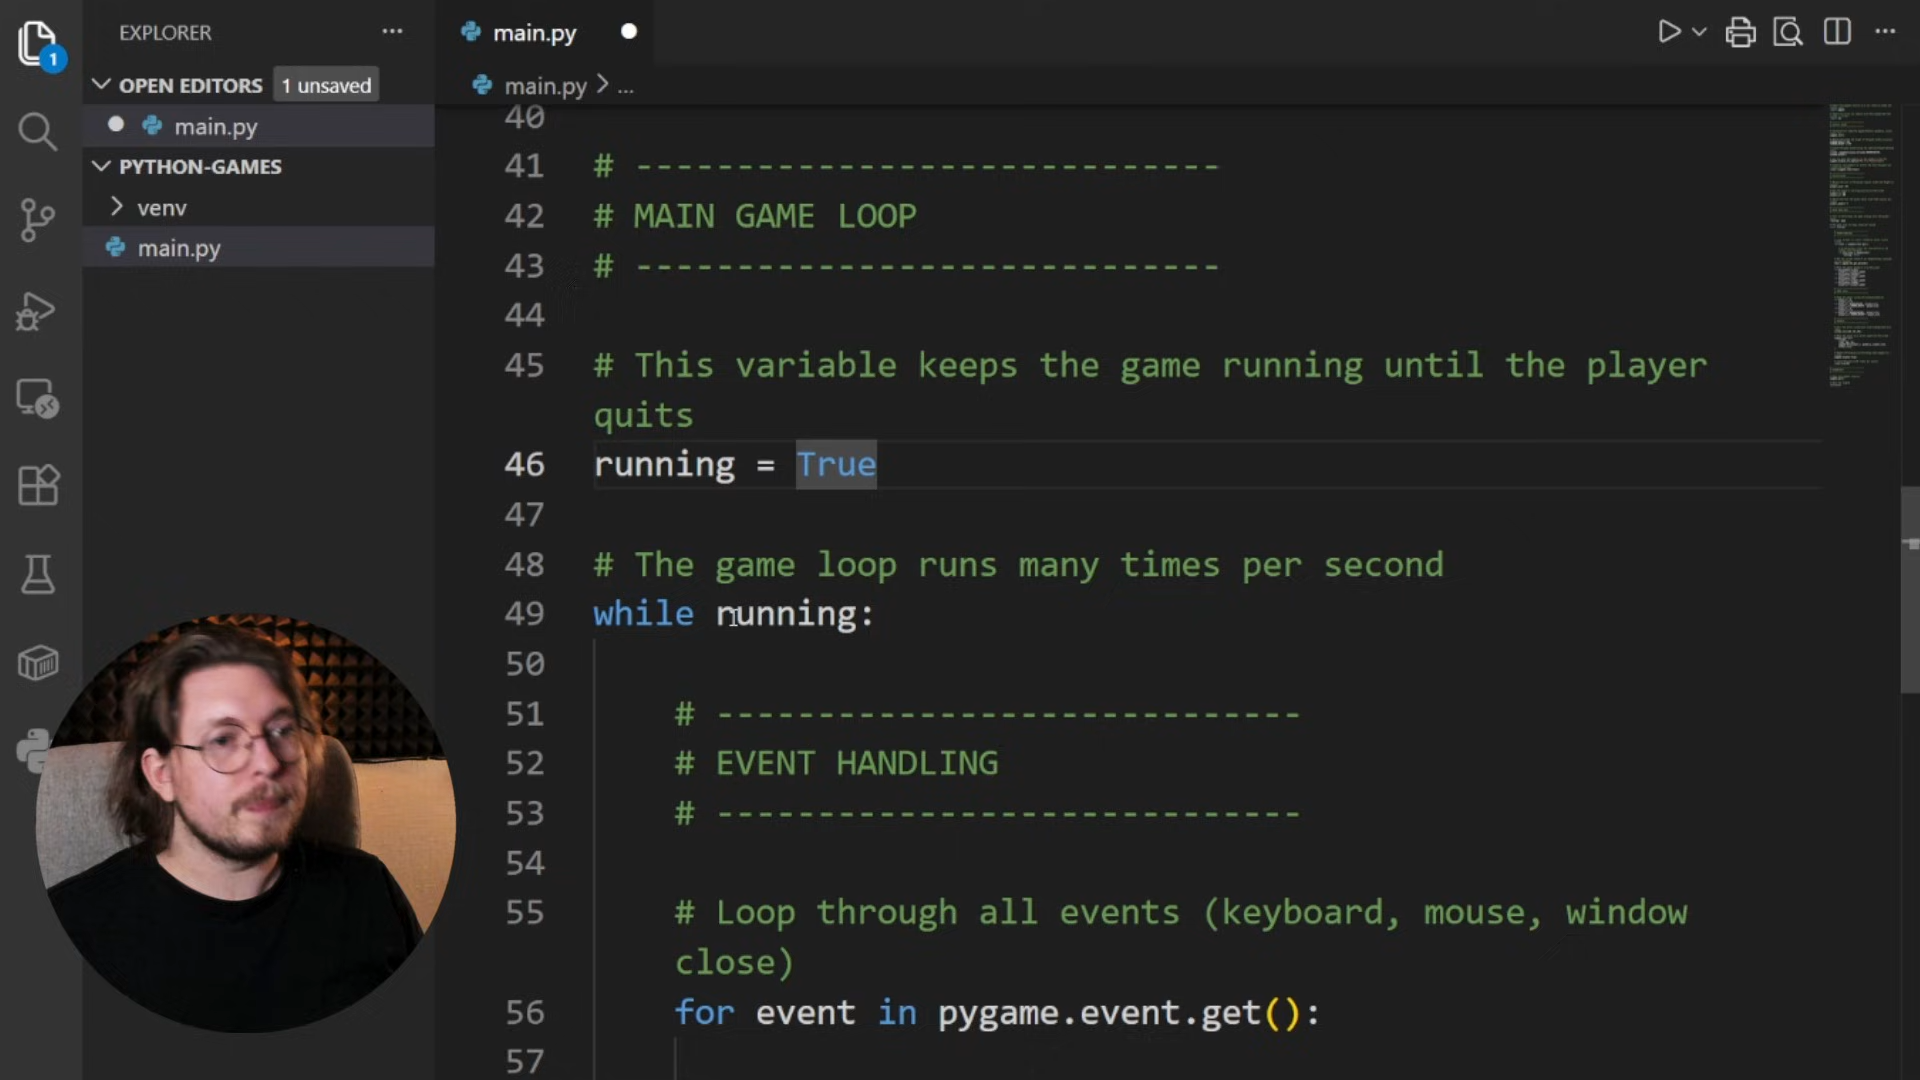 EXPLORER
OPEN EDITORS 1 unsaved
main.py
PYTHON-GAMES
venv
main.py
1
main.py
main.py > ...
40
41 # -----------------------------
42 # MAIN GAME LOOP
43 # -----------------------------
44
45 # This variable keeps the game running until the player
quits
46 running = True
47
48 # The game loop runs many times per second
49 while running:
50
51 # -----------------------------
52 # EVENT HANDLING
53 # -----------------------------
54
55 # Loop through all events (keyboard, mouse, window
close)
56 for event in pygame.event.get():
57